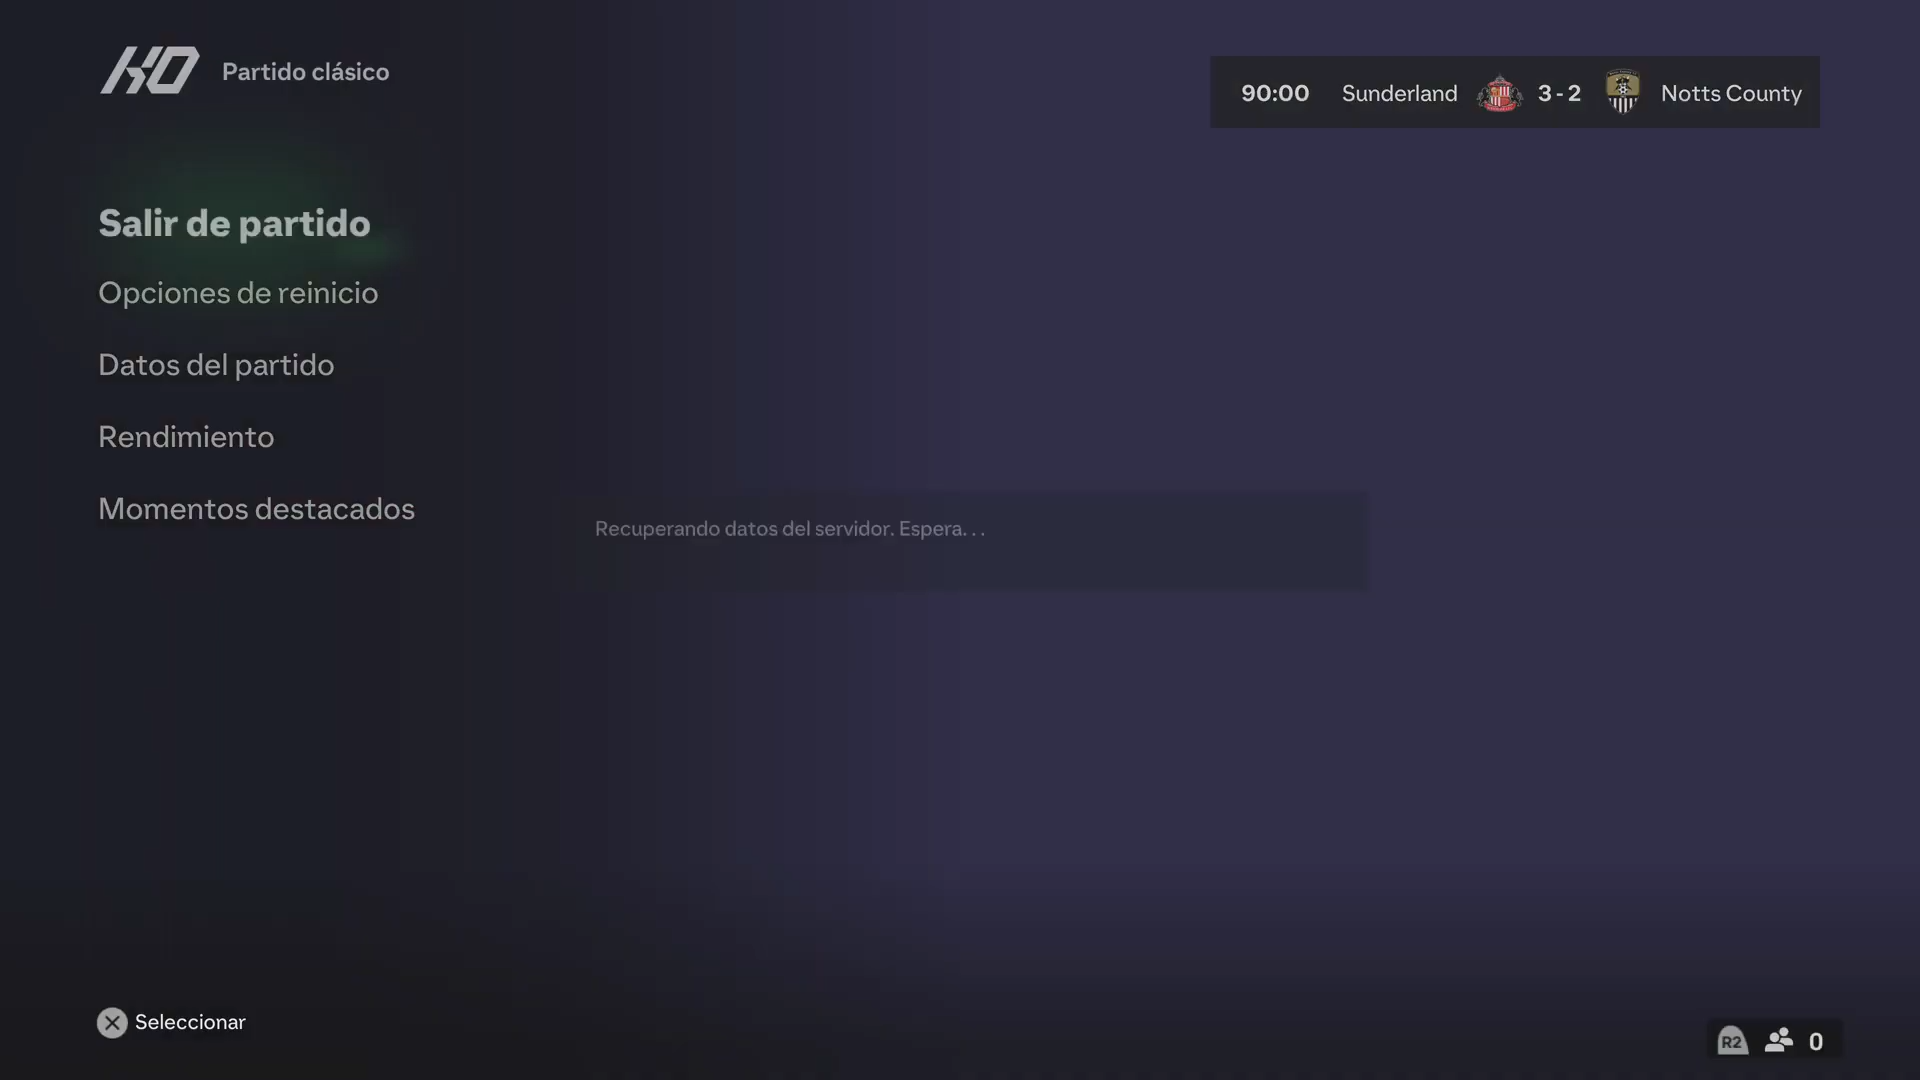 KO Partido clásico
90:00 Sunderland 3 - 2 Notts County
Salir de partido
Opciones de reinicio
Datos del partido
Rendimiento
Momentos destacados
Recuperando datos del servidor. Espera. . .
Seleccionar
R2 0